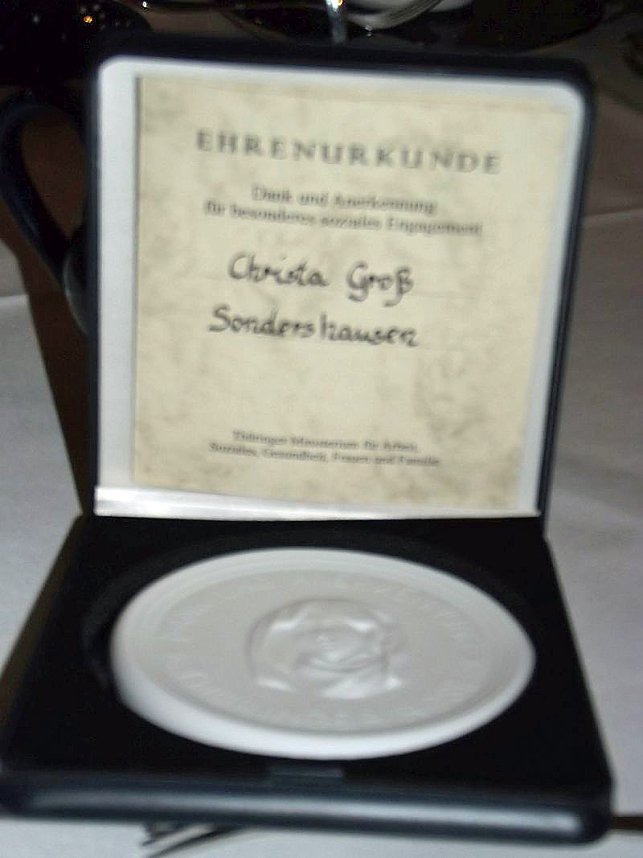 EHRENURKUNDE
Dank und Anerkennung
für besonderes soziales Engagement
Christa Groß
Sondershausen
Thüringer Ministerium für Arbeit,
Soziales, Gesundheit, Frauen und Familie